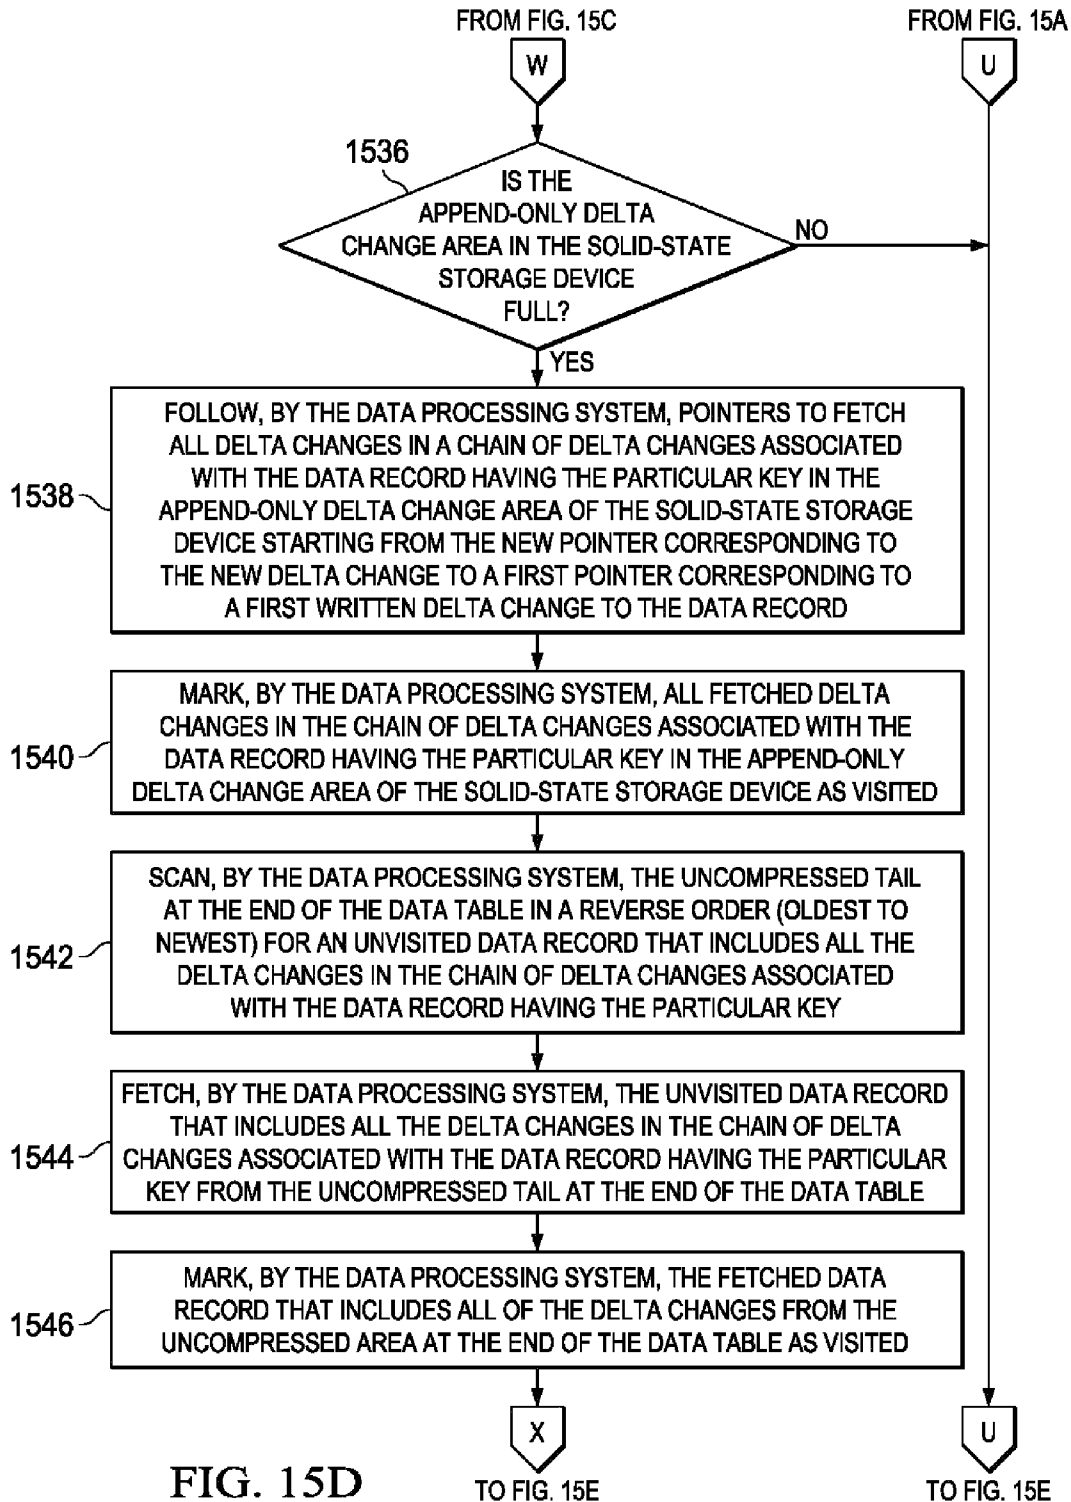 FROM FIG. 15C
FROM FIG. 15A
W
U
1536
IS THE
APPEND-ONLY DELTA
CHANGE AREA IN THE SOLID-STATE
STORAGE DEVICE
FULL?
NO
YES
1538
FOLLOW, BY THE DATA PROCESSING SYSTEM, POINTERS TO FETCH
ALL DELTA CHANGES IN A CHAIN OF DELTA CHANGES ASSOCIATED
WITH THE DATA RECORD HAVING THE PARTICULAR KEY IN THE
APPEND-ONLY DELTA CHANGE AREA OF THE SOLID-STATE STORAGE
DEVICE STARTING FROM THE NEW POINTER CORRESPONDING TO
THE NEW DELTA CHANGE TO A FIRST POINTER CORRESPONDING TO
A FIRST WRITTEN DELTA CHANGE TO THE DATA RECORD
1540
MARK, BY THE DATA PROCESSING SYSTEM, ALL FETCHED DELTA
CHANGES IN THE CHAIN OF DELTA CHANGES ASSOCIATED WITH THE
DATA RECORD HAVING THE PARTICULAR KEY IN THE APPEND-ONLY
DELTA CHANGE AREA OF THE SOLID-STATE STORAGE DEVICE AS VISITED
1542
SCAN, BY THE DATA PROCESSING SYSTEM, THE UNCOMPRESSED TAIL
AT THE END OF THE DATA TABLE IN A REVERSE ORDER (OLDEST TO
NEWEST) FOR AN UNVISITED DATA RECORD THAT INCLUDES ALL THE
DELTA CHANGES IN THE CHAIN OF DELTA CHANGES ASSOCIATED
WITH THE DATA RECORD HAVING THE PARTICULAR KEY
1544
FETCH, BY THE DATA PROCESSING SYSTEM, THE UNVISITED DATA RECORD
THAT INCLUDES ALL THE DELTA CHANGES IN THE CHAIN OF DELTA
CHANGES ASSOCIATED WITH THE DATA RECORD HAVING THE PARTICULAR
KEY FROM THE UNCOMPRESSED TAIL AT THE END OF THE DATA TABLE
1546
MARK, BY THE DATA PROCESSING SYSTEM, THE FETCHED DATA
RECORD THAT INCLUDES ALL OF THE DELTA CHANGES FROM THE
UNCOMPRESSED AREA AT THE END OF THE DATA TABLE AS VISITED
X
U
FIG. 15D
TO FIG. 15E
TO FIG. 15E